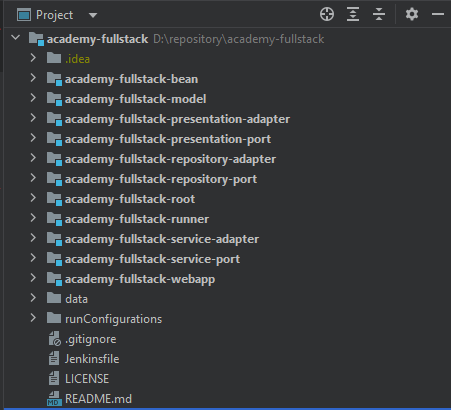 Project
academy-fullstack D:\repository\academy-fullstack
.idea
academy-fullstack-bean
academy-fullstack-model
academy-fullstack-presentation-adapter
academy-fullstack-presentation-port
academy-fullstack-repository-adapter
academy-fullstack-repository-port
academy-fullstack-root
academy-fullstack-runner
academy-fullstack-service-adapter
academy-fullstack-service-port
academy-fullstack-webapp
data
runConfigurations
.gitignore
Jenkinsfile
LICENSE
MD README.md